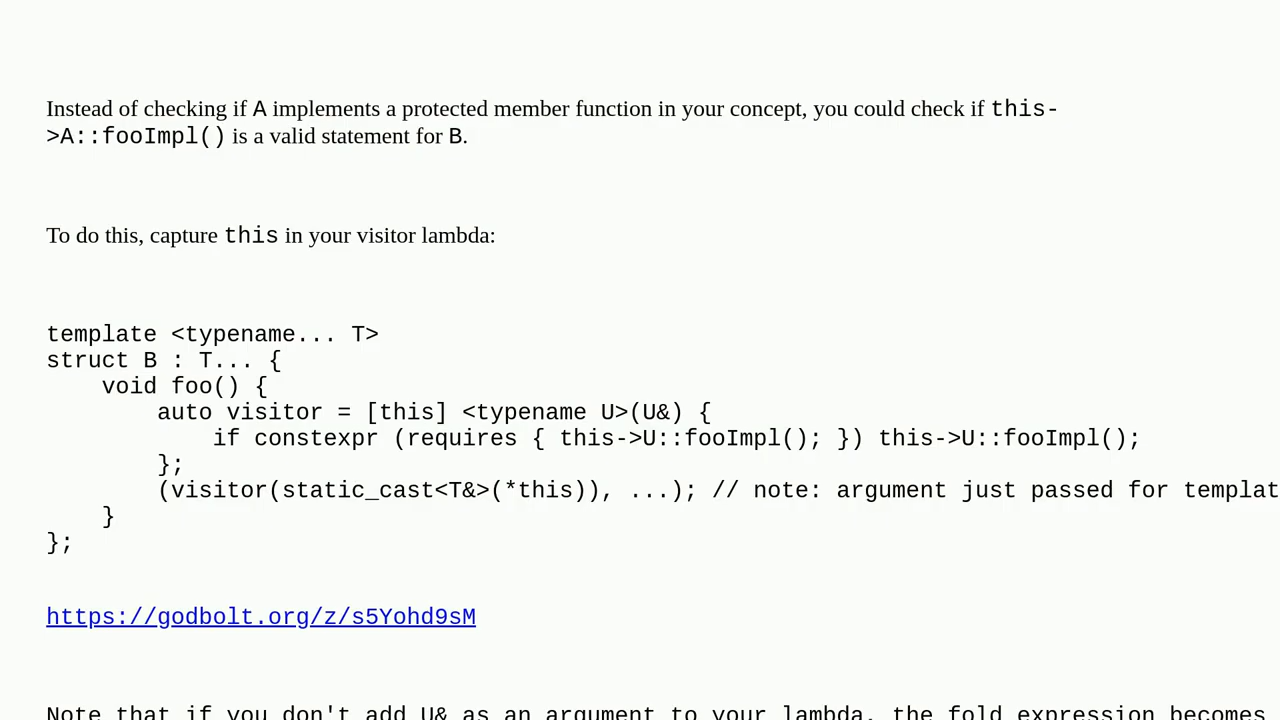 Instead of checking if A implements a protected member function in your concept, you could check if this-
>A::fooImpl() is a valid statement for B.
To do this, capture this in your visitor lambda:
template <typename... T>
struct B : T... {
    void foo() {
        auto visitor = [this] <typename U>(U&) {
            if constexpr (requires { this->U::fooImpl(); }) this->U::fooImpl();
        };
        (visitor(static_cast<T&>(*this)), ...); // note: argument just passed for templat
    }
};
https://godbolt.org/z/s5Yohd9sM
Note that if you don't add U& as an argument to your lambda, the fold expression becomes